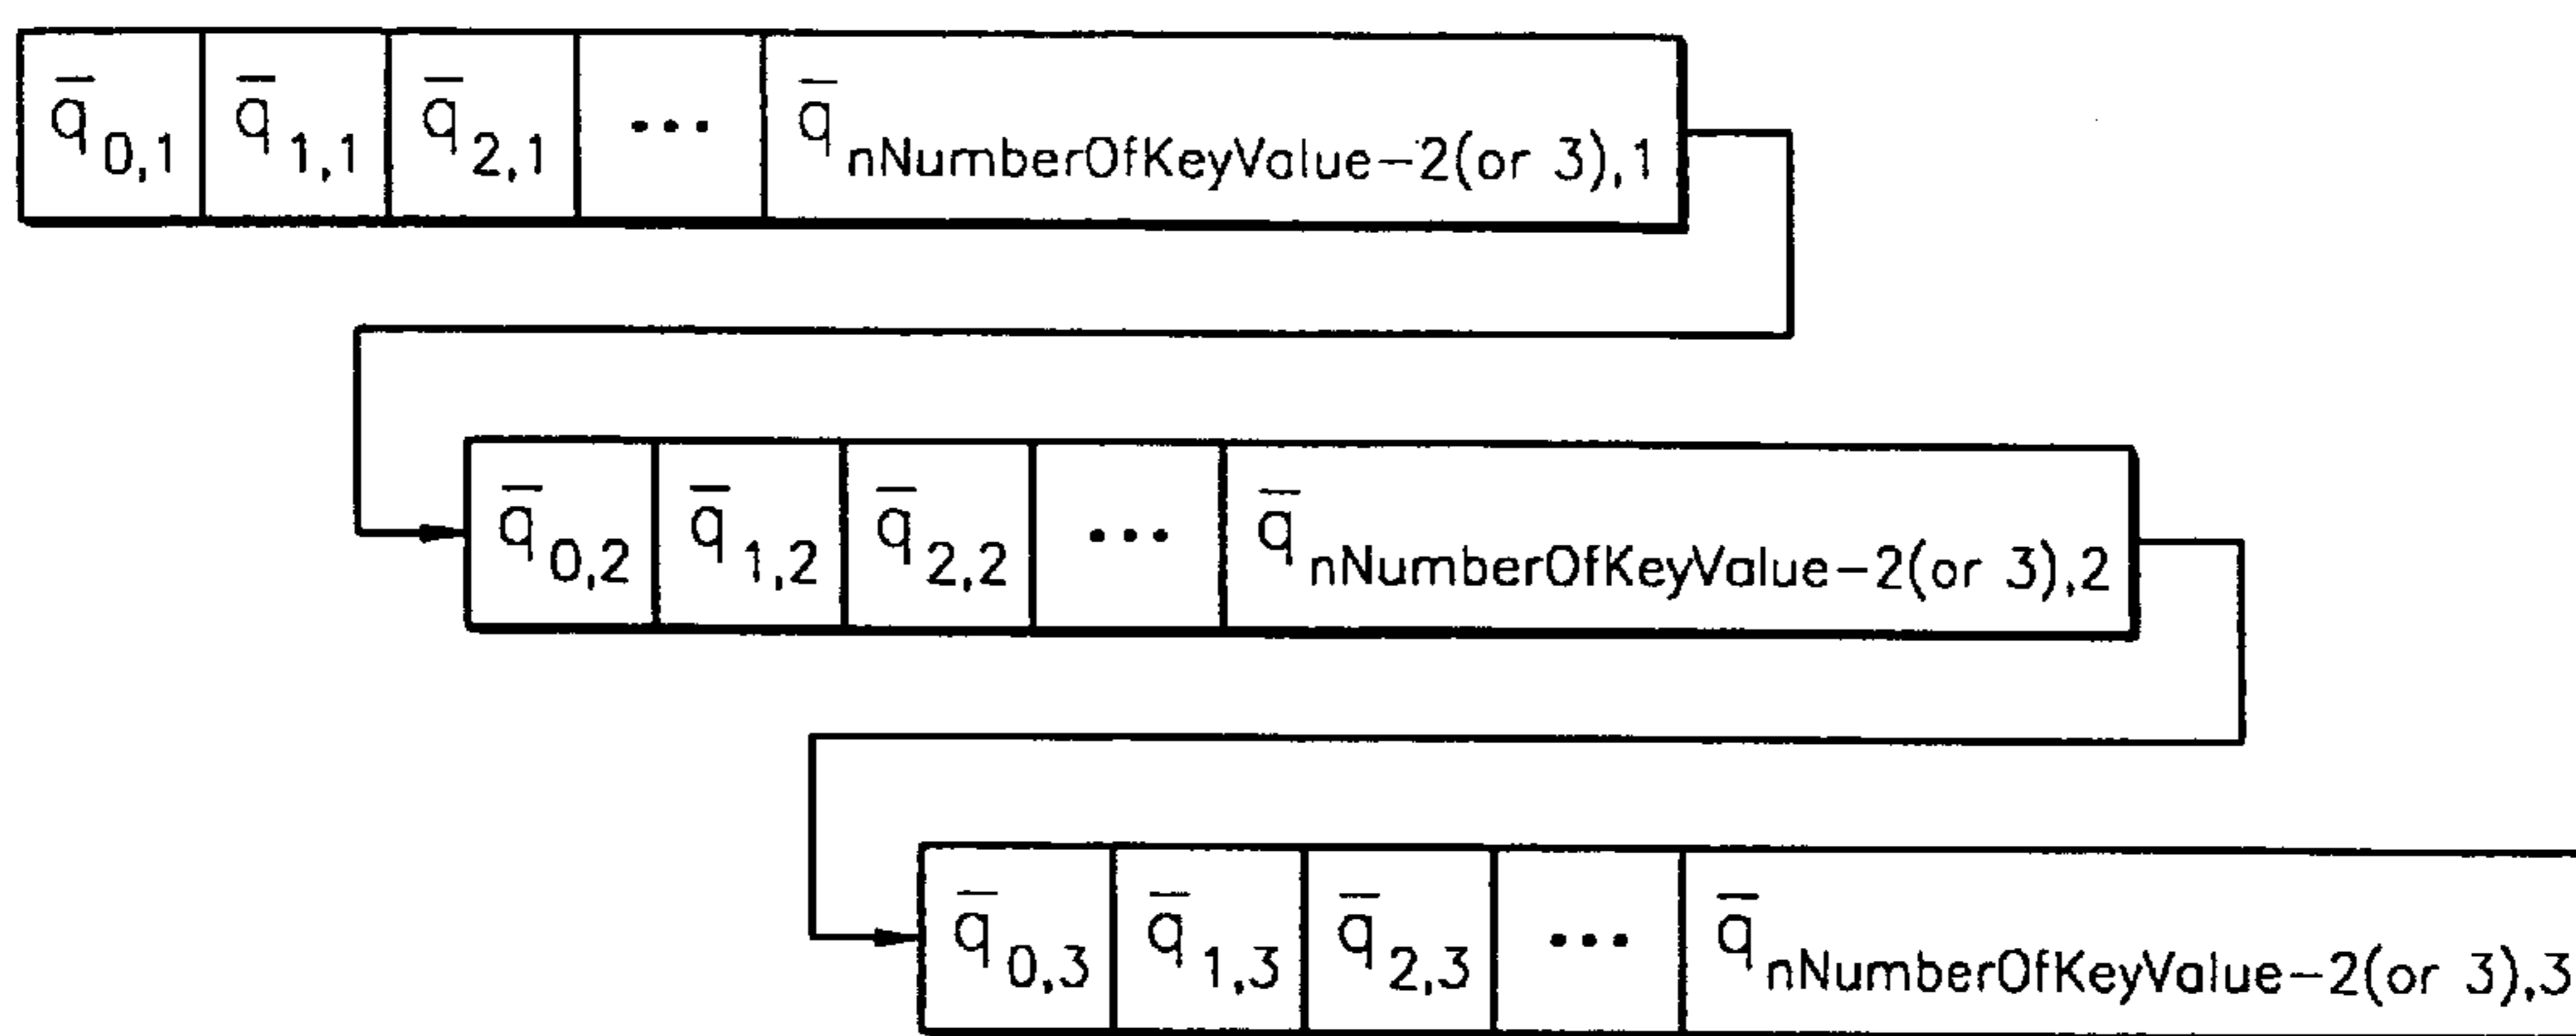 q̄ 0,1 q̄ 1,1 q̄ 2,1 ... q̄ nNumberOfKeyValue-2(or 3),1
q̄ 0,2 q̄ 1,2 q̄ 2,2 ... q̄ nNumberOfKeyValue-2(or 3),2
q̄ 0,3 q̄ 1,3 q̄ 2,3 ... q̄ nNumberOfKeyValue-2(or 3),3